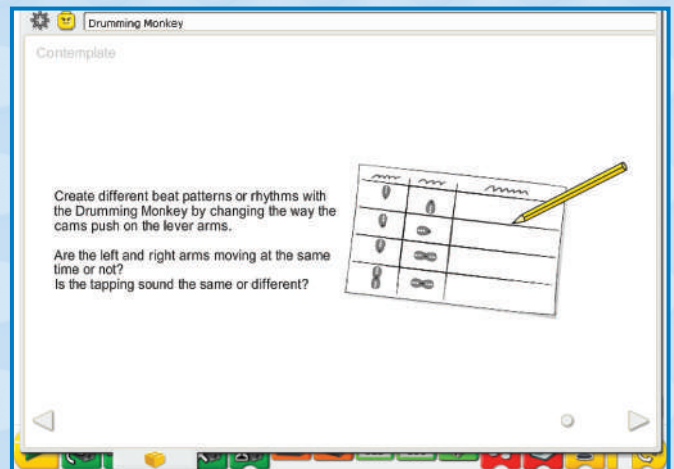 Drumming Monkey
Contemplate
Create different beat patterns or rhythms with
the Drumming Monkey by changing the way the
cams push on the lever arms.
Are the left and right arms moving at the same
time or not?
Is the tapping sound the same or different?